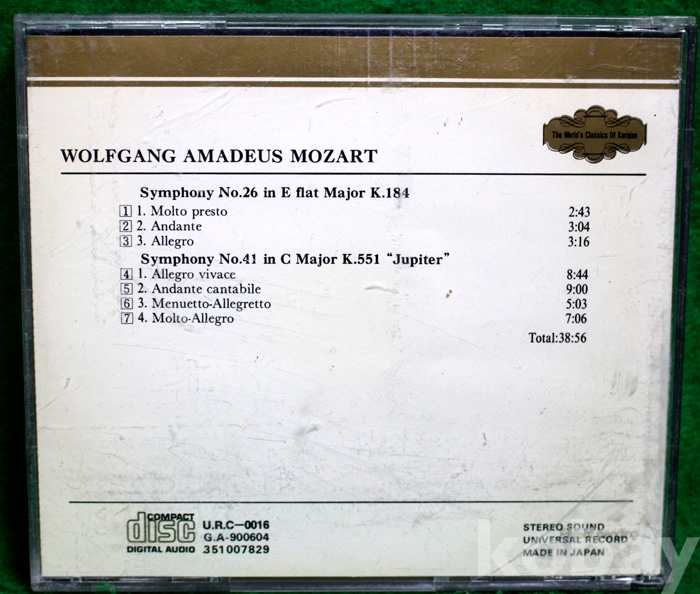 The World's Classics Of Karajan
WOLFGANG AMADEUS MOZART
Symphony No.26 in E flat Major K.184
1 1. Molto presto 2:43
2 2. Andante 3:04
3 3. Allegro 3:16
Symphony No.41 in C Major K.551 “Jupiter”
4 1. Allegro vivace 8:44
5 2. Andante cantabile 9:00
6 3. Menuetto-Allegretto 5:03
7 4. Molto-Allegro 7:06
Total:38:56
COMPACT
disc
DIGITAL AUDIO
U.R.C-0016
G.A-900604
351007829
STEREO SOUND
UNIVERSAL RECORD
MADE IN JAPAN
kobay